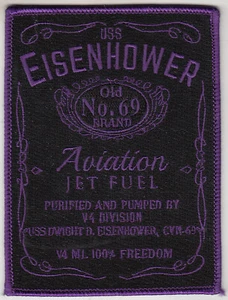 USS
EISENHOWER
Old
No. 69
BRAND
Aviation
JET FUEL
PURIFIED AND PUMPED BY
V4 DIVISION
USS DWIGHT D. EISENHOWER, CVN-69
V4 ML 100% FREEDOM